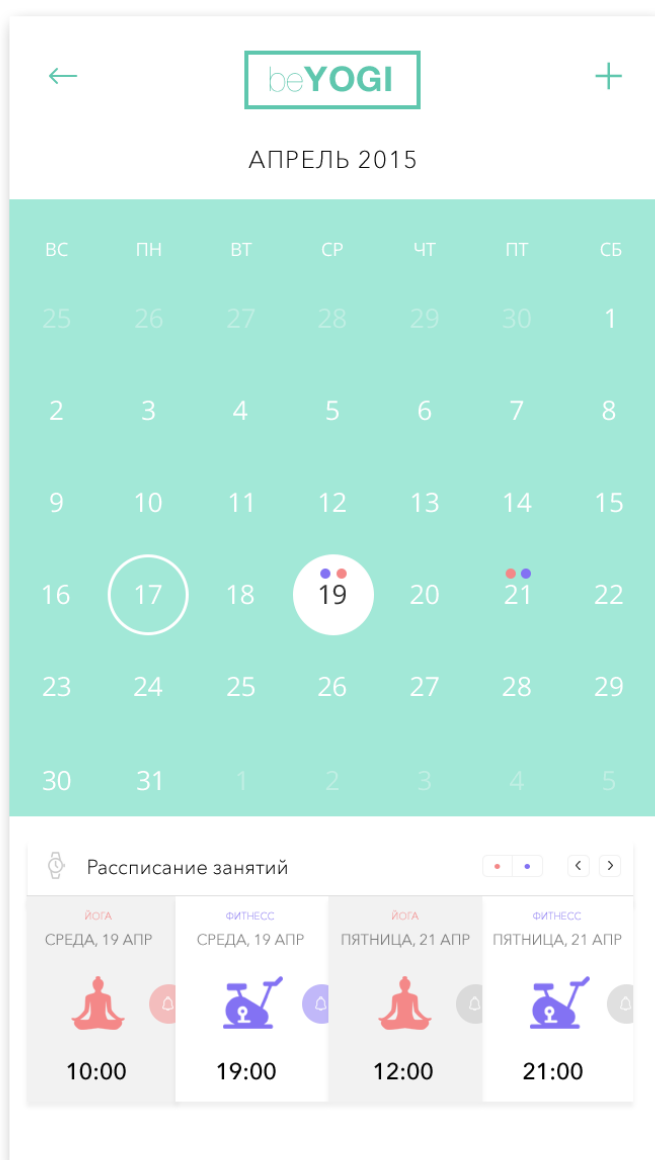 beYOGI
АПРЕЛЬ 2015
ВС ПН ВТ СР ЧТ ПТ СБ
25 26 27 28 29 30 1
2 3 4 5 6 7 8
9 10 11 12 13 14 15
16 17 18 19 20 21 22
23 24 25 26 27 28 29
30 31 1 2 3 4 5
Рассписание занятий
ЙОГА ФИТНЕСС ЙОГА ФИТНЕСС
СРЕДА, 19 АПР СРЕДА, 19 АПР ПЯТНИЦА, 21 АПР ПЯТНИЦА, 21 АПР
10:00 19:00 12:00 21:00